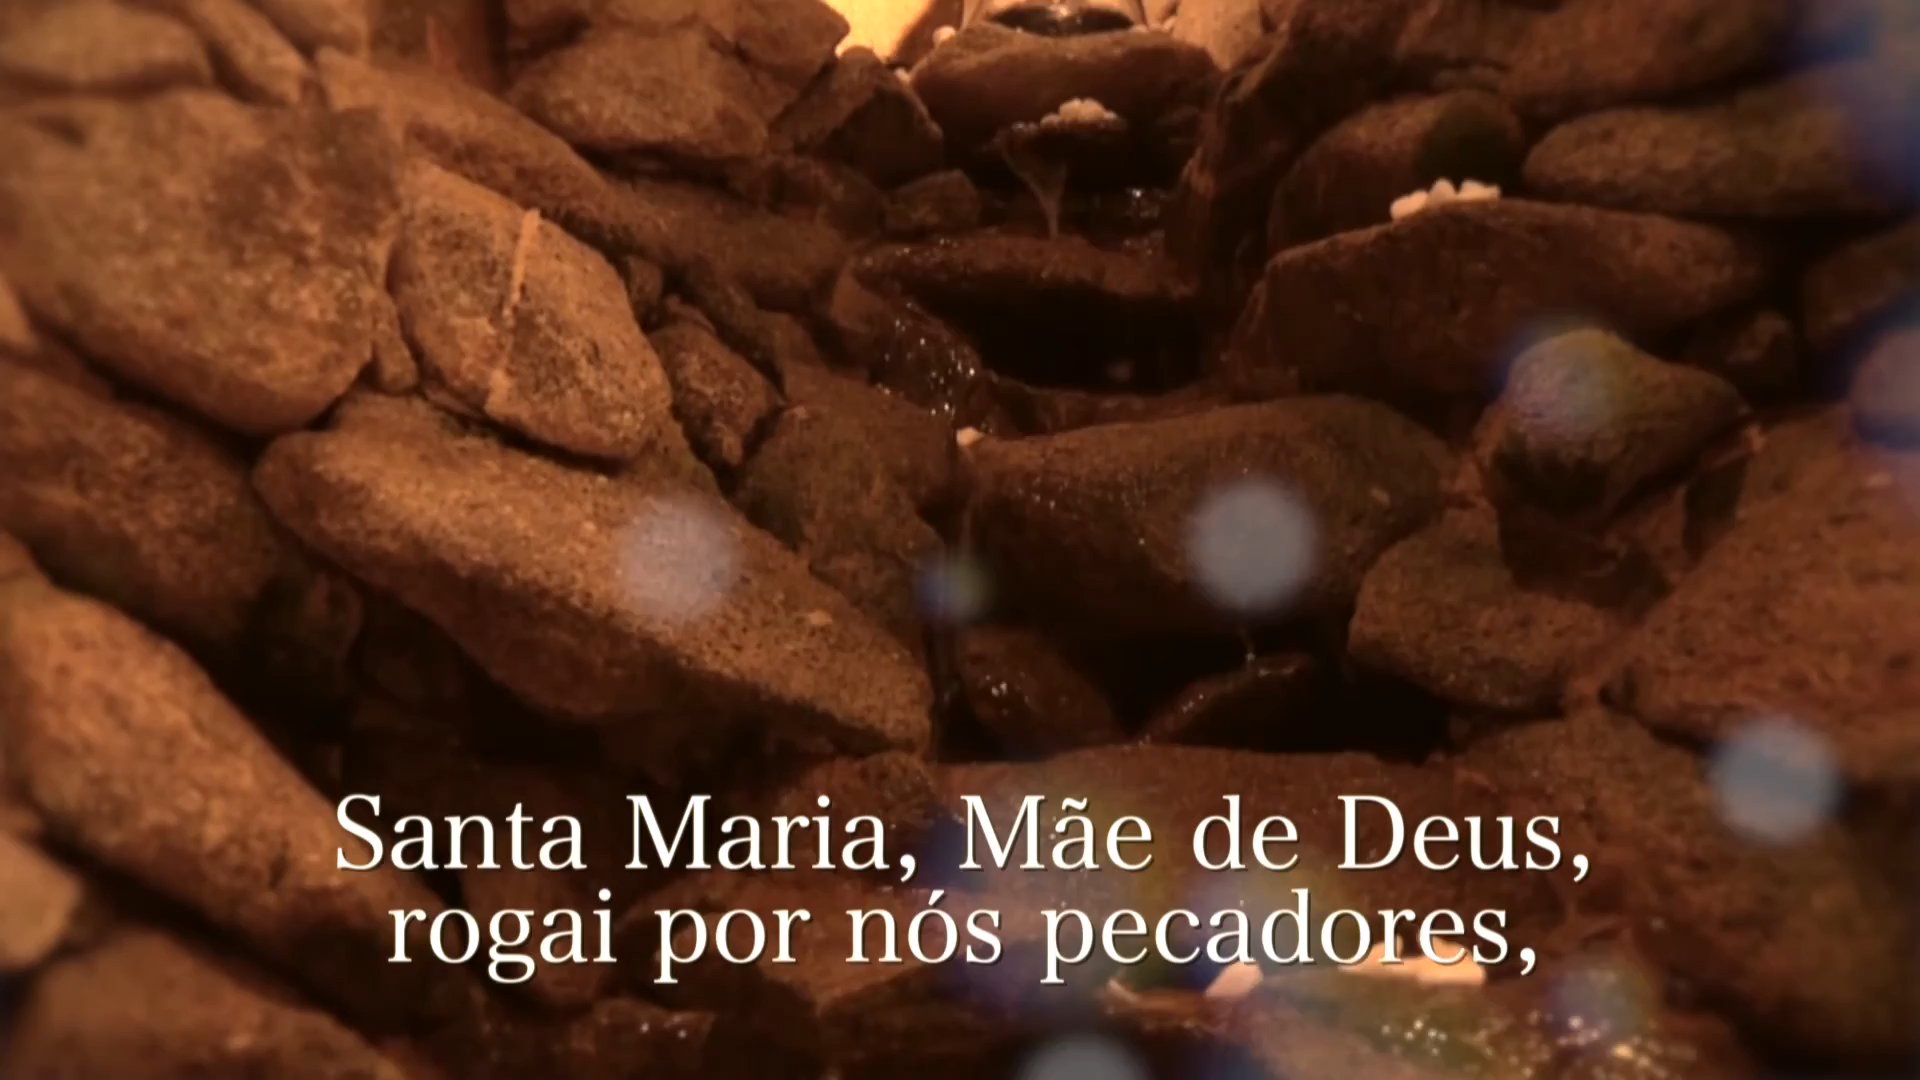 Santa Maria, Mãe de Deus,
rogai por nós pecadores,